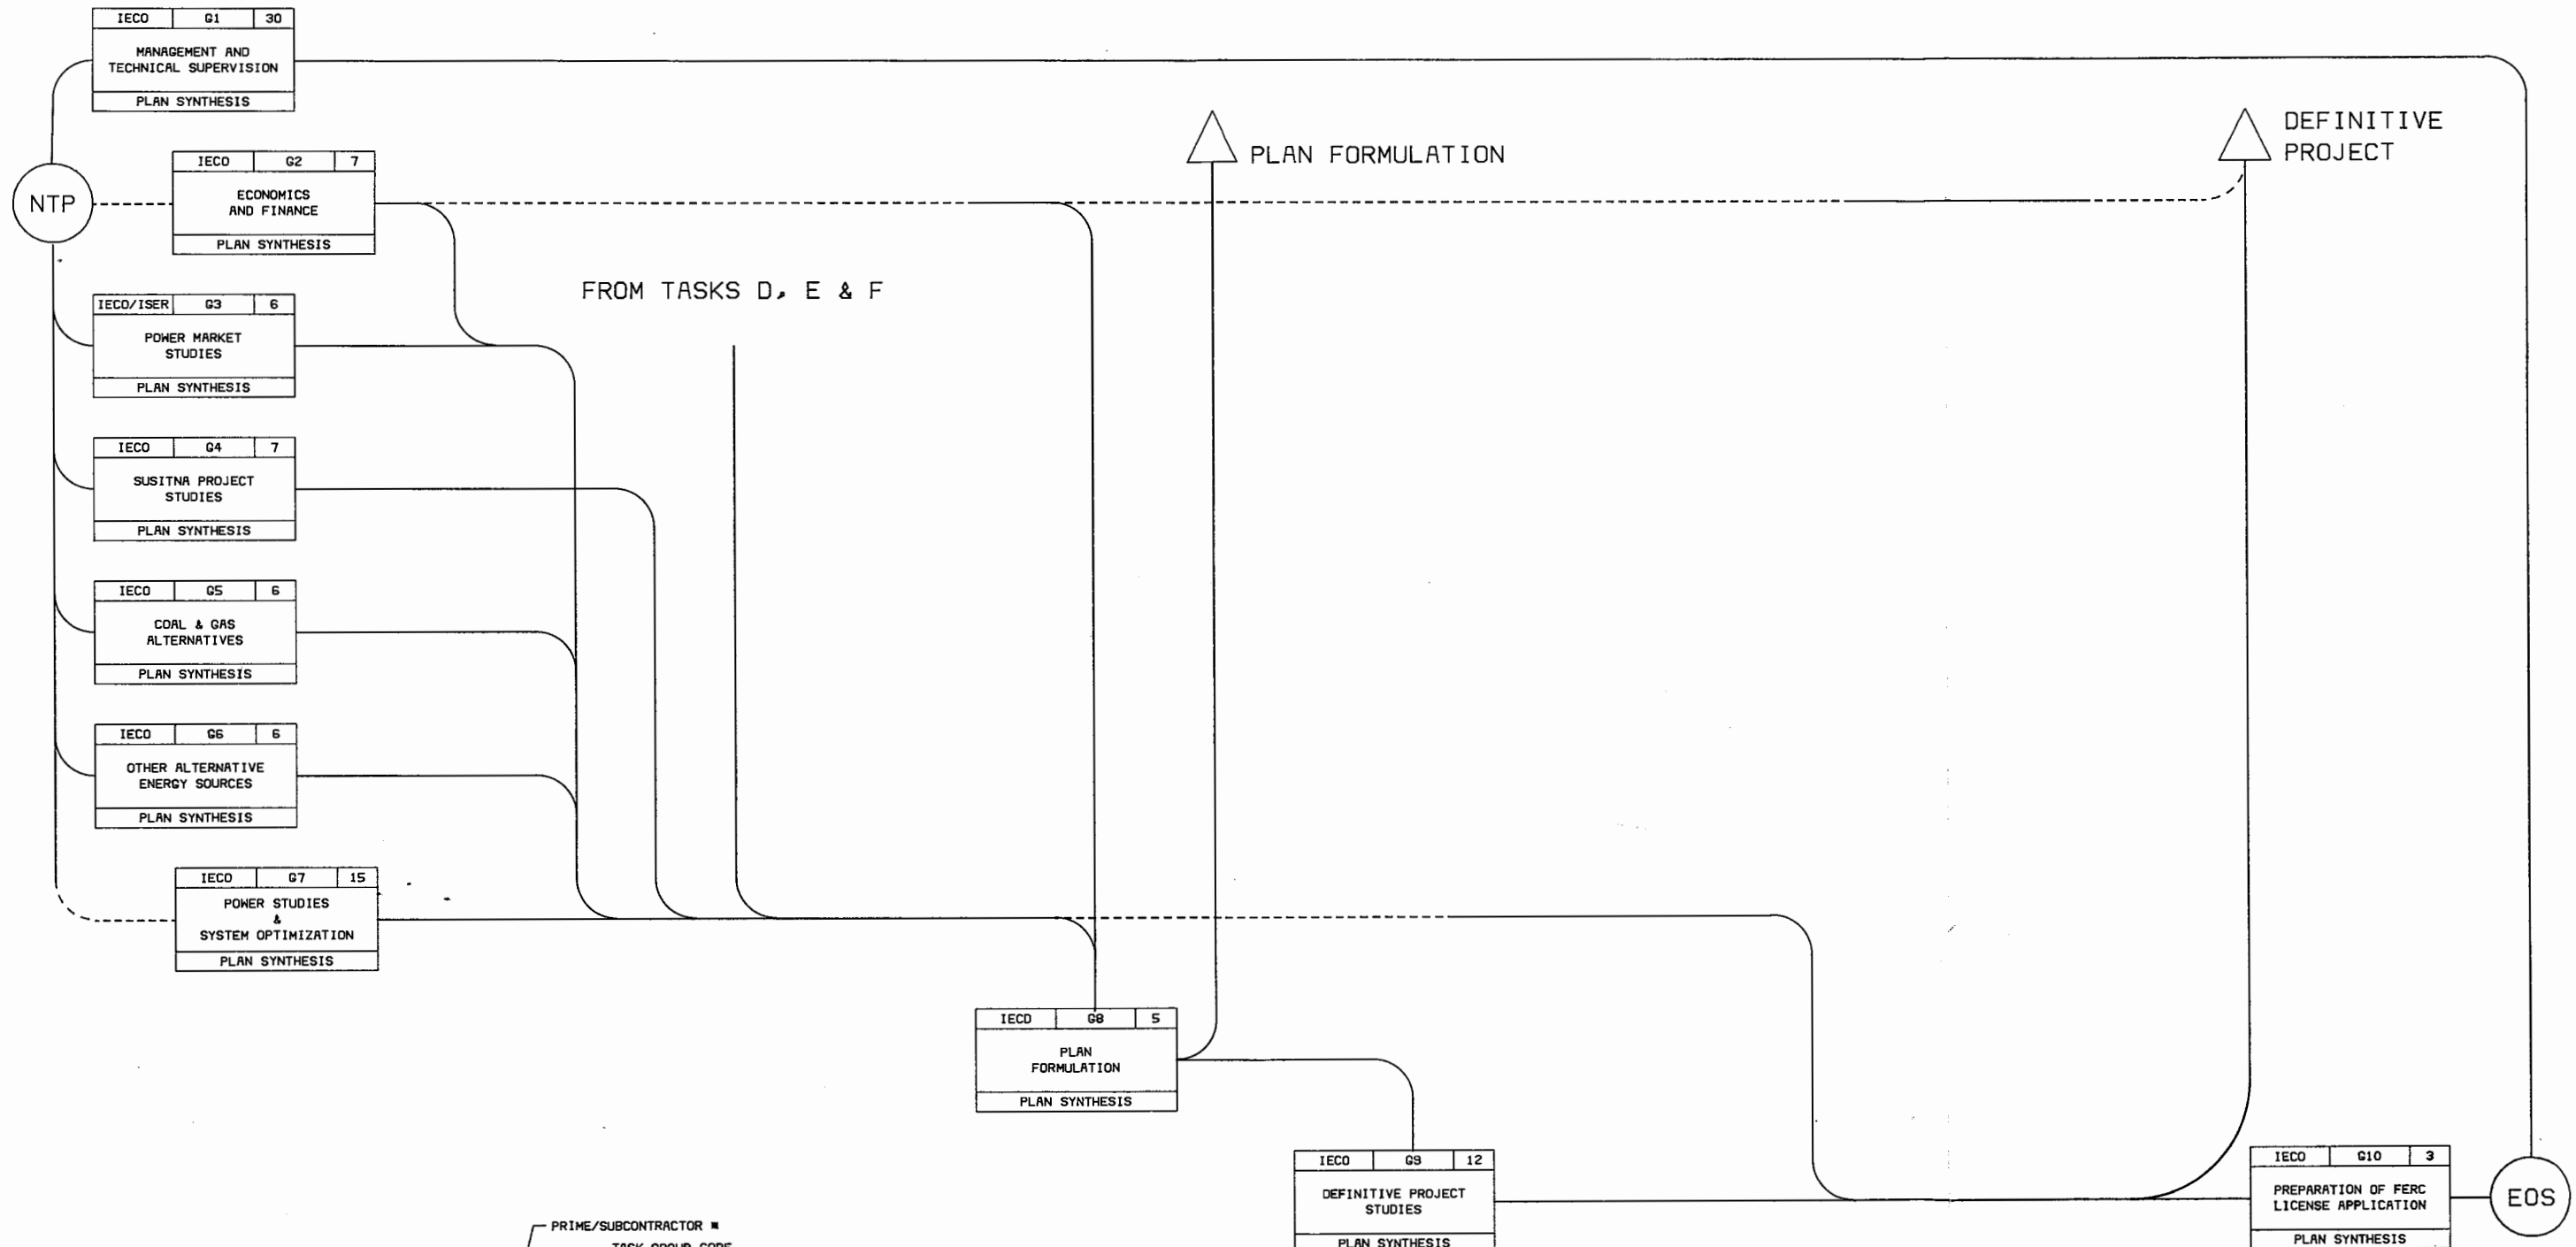 IECO G1 30
MANAGEMENT AND
TECHNICAL SUPERVISION
PLAN SYNTHESIS
NTP
IECO G2 7
ECONOMICS
AND FINANCE
PLAN SYNTHESIS
PLAN FORMULATION
DEFINITIVE
PROJECT
FROM TASKS D, E & F
IECO/ISER G3 6
POWER MARKET
STUDIES
PLAN SYNTHESIS
IECO G4 7
SUSITNA PROJECT
STUDIES
PLAN SYNTHESIS
IECO G5 6
COAL & GAS
ALTERNATIVES
PLAN SYNTHESIS
IECO G6 6
OTHER ALTERNATIVE
ENERGY SOURCES
PLAN SYNTHESIS
IECO G7 15
POWER STUDIES
&
SYSTEM OPTIMIZATION
PLAN SYNTHESIS
IECO G8 5
PLAN
FORMULATION
PLAN SYNTHESIS
IECO G9 12
DEFINITIVE PROJECT
STUDIES
PLAN SYNTHESIS
IECO G10 3
PREPARATION OF FERC
LICENSE APPLICATION
PLAN SYNTHESIS
EOS
PRIME/SUBCONTRACTOR
TASK GROUP CODE